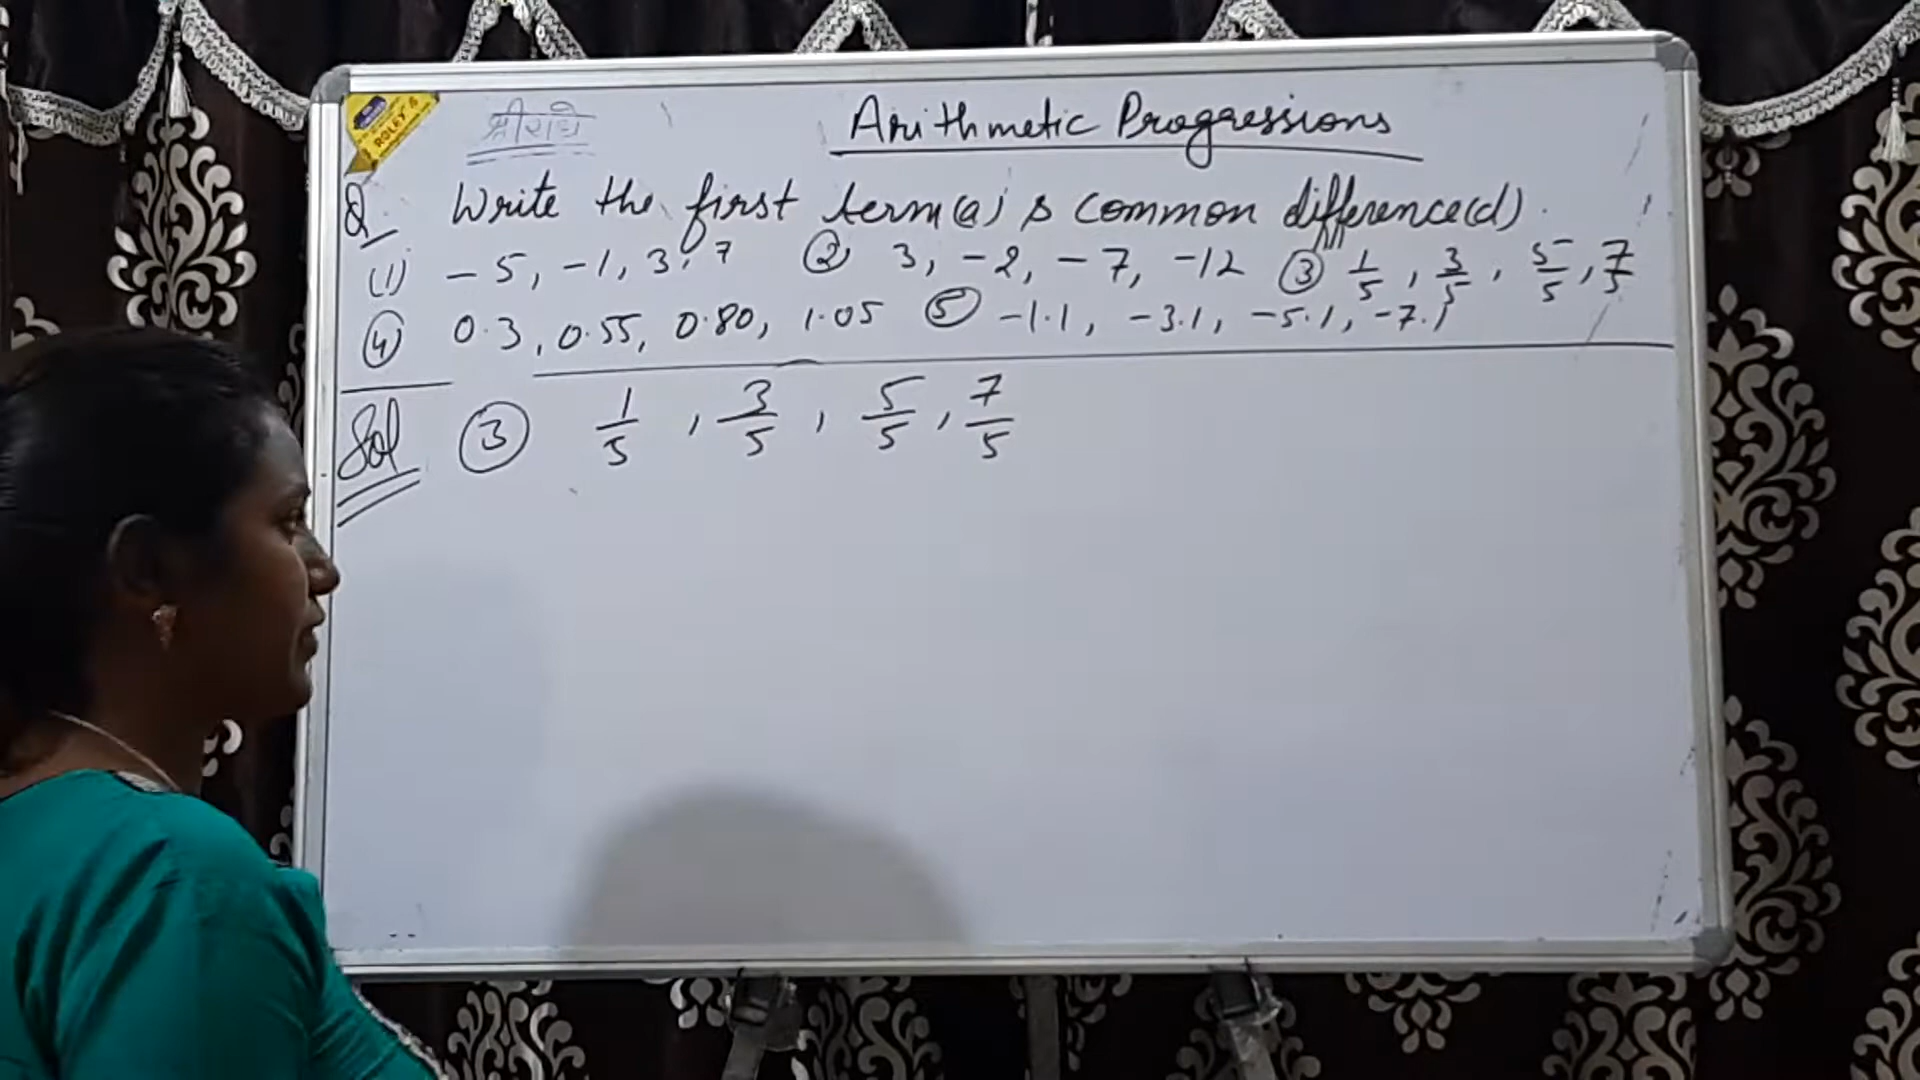 श्री राधे
Arithmetic Progressions
ROLEX
Q. Write the first term(a) & common difference(d).
(1) -5, -1, 3, 7 ② 3, -2, -7, -12 ③ 1/5, 3/5, 5/5, 7/5
④ 0.3, 0.55, 0.80, 1.05 ⑤ -1.1, -3.1, -5.1, -7.1
Sol ③ 1/5, 3/5, 5/5, 7/5